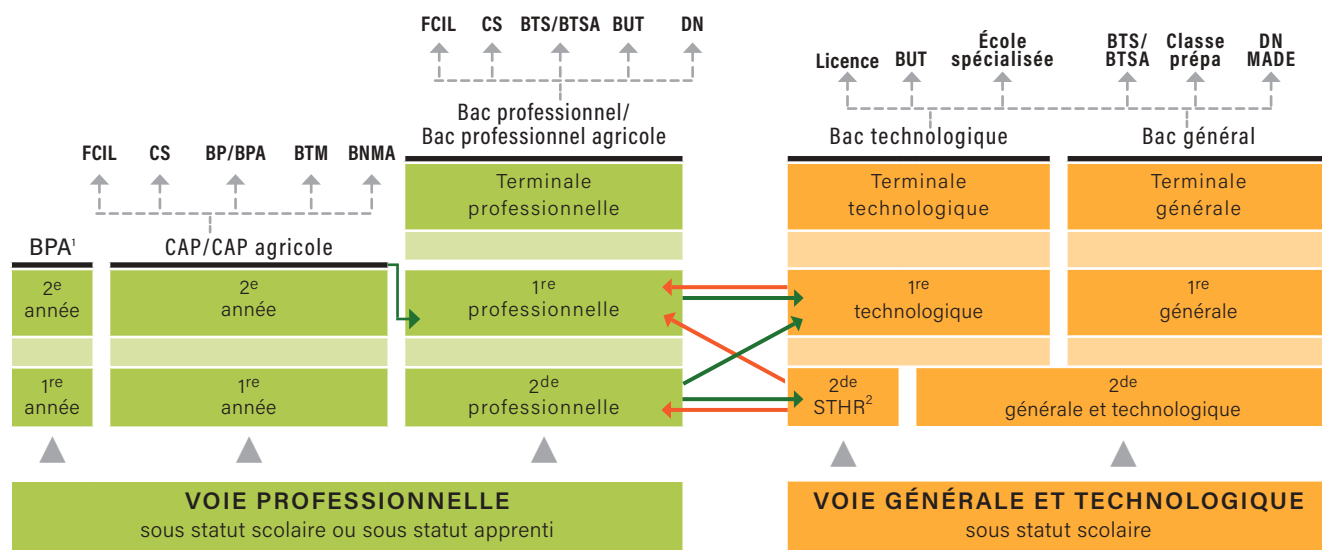 FCIL CS BTS/BTSA BUT DN
Licence BUT École spécialisée BTS/ BTSA Classe prépa DN MADE
Bac professionnel/
Bac professionnel agricole
Bac technologique
Bac général
FCIL CS BP/BPA BTM BNMA
Terminale
professionnelle
Terminale
technologique
Terminale
générale
BPA¹
CAP/CAP agricole
2e
année
2e
année
1re
professionnelle
1re
technologique
1re
générale
1re
année
1re
année
2de
professionnelle
2de
STHR²
2de
générale et technologique
VOIE PROFESSIONNELLE
sous statut scolaire ou sous statut apprenti
VOIE GÉNÉRALE ET TECHNOLOGIQUE
sous statut scolaire